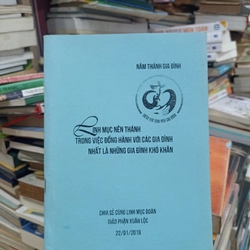 NĂM THÁNH GIA ĐÌNH
LINH MỤC NÊN THÁNH
TRONG VIỆC ĐỒNG HÀNH VỚI CÁC GIA ĐÌNH
NHẤT LÀ NHỮNG GIA ĐÌNH KHÓ KHĂN
CHIA SẺ CÙNG LINH MỤC ĐOÀN
GIÁO PHẬN XUÂN LỘC
22/01/2019